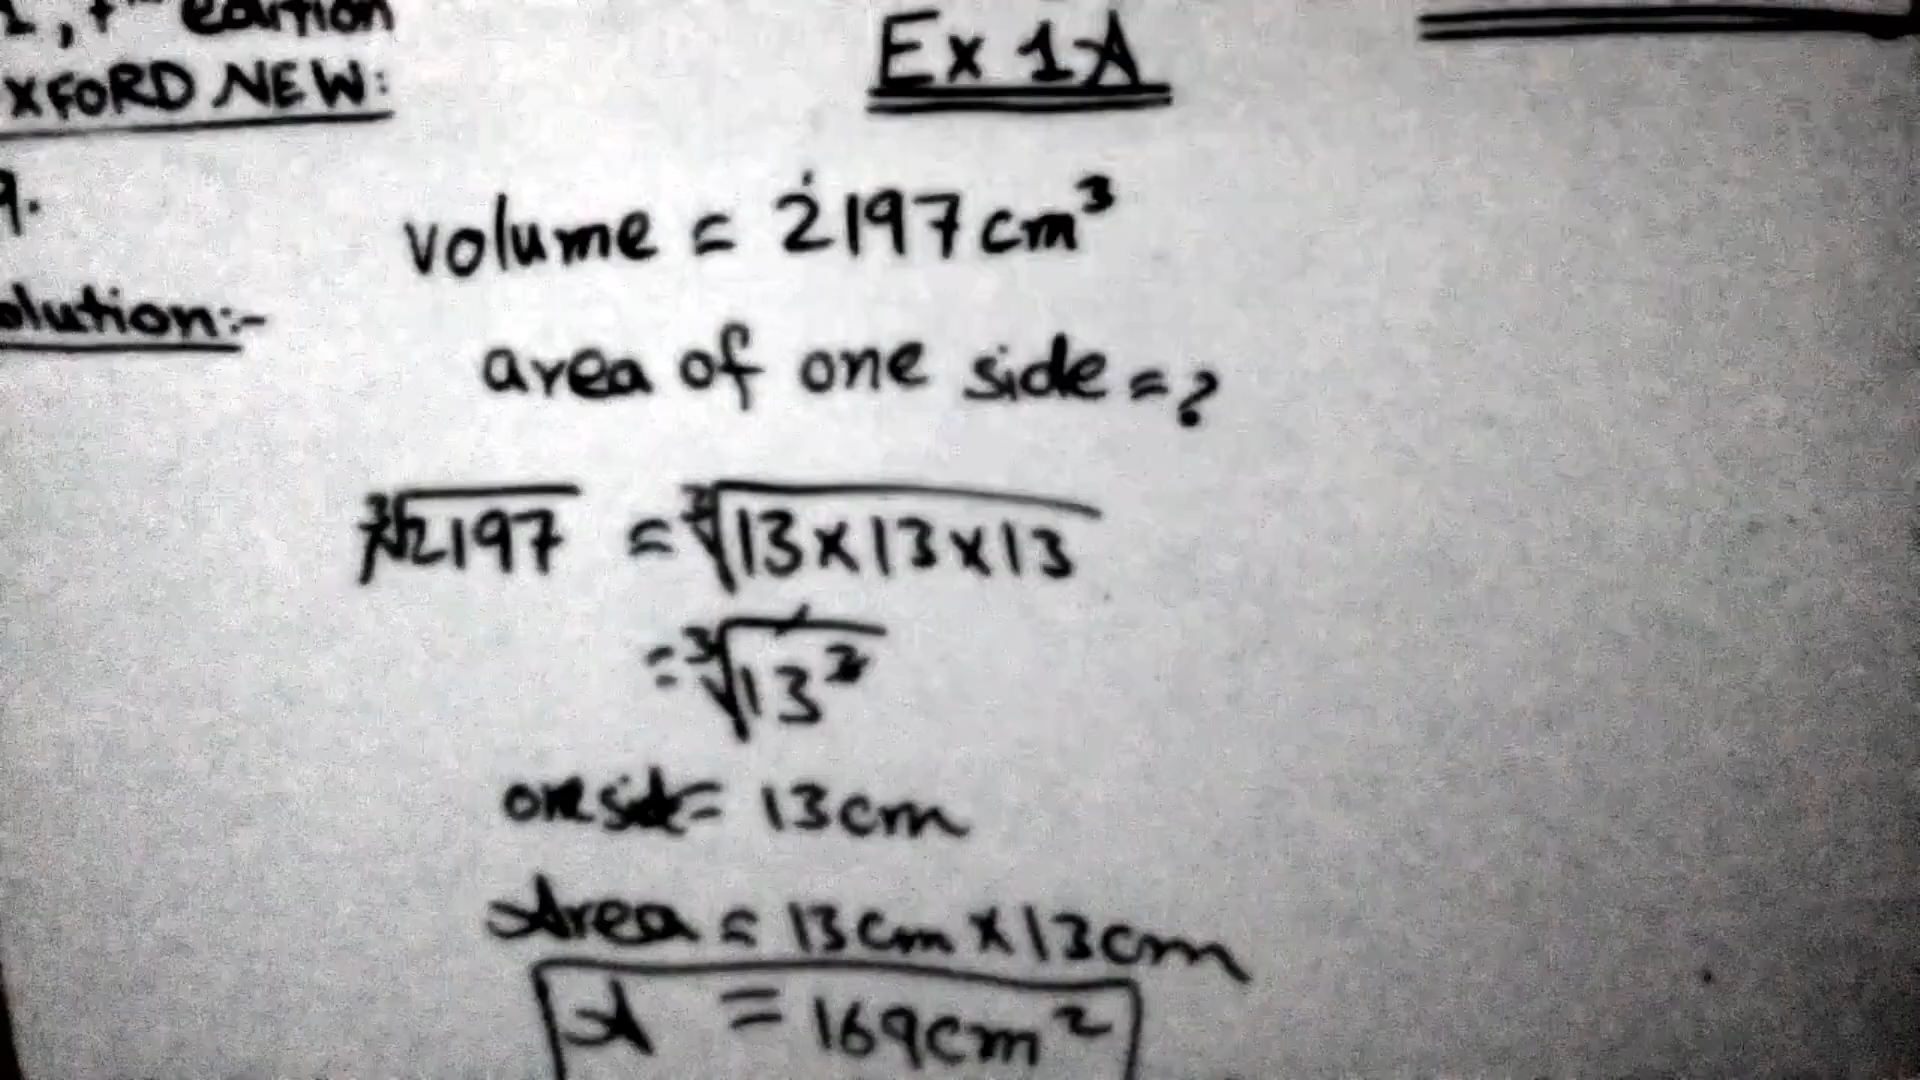 edition
XFORD NEW:
Ex 1A
9.
volume = 2197 cm³
olution:-
area of one side = ?
∛2197 = ∛13×13×13
= ∛13³
one side = 13cm
Area = 13cm × 13cm
A = 169cm²